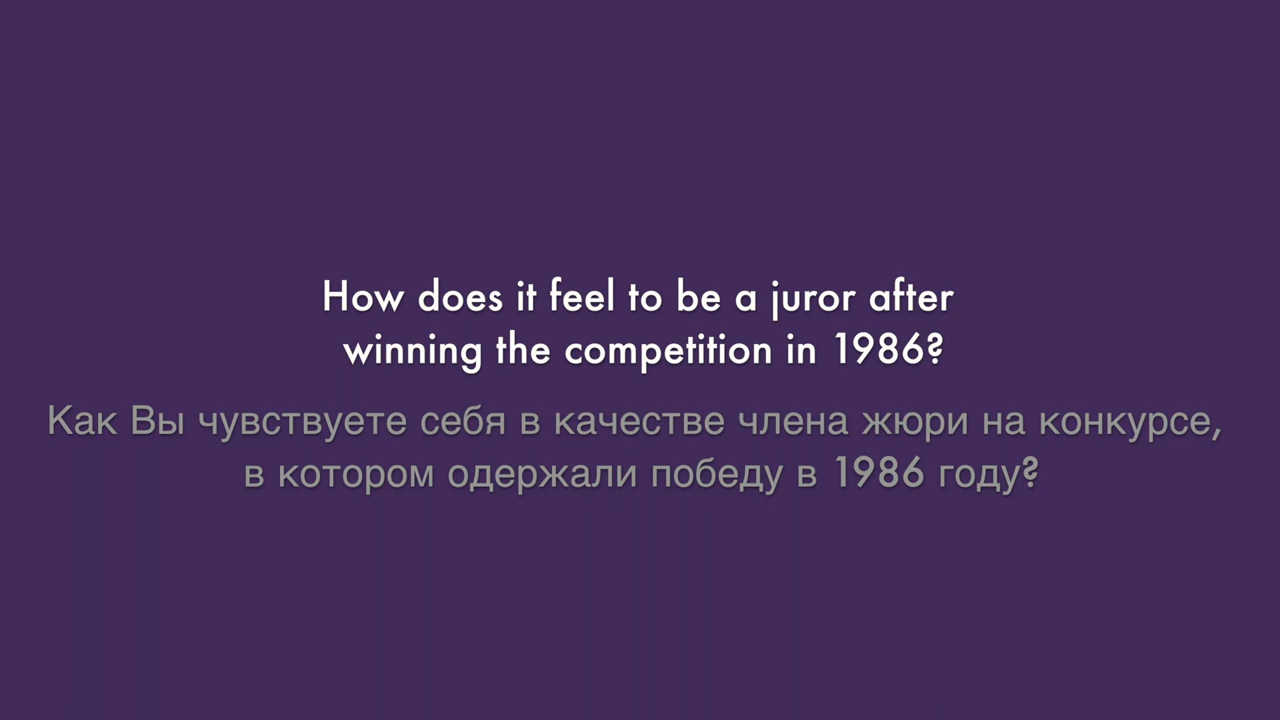 How does it feel to be a juror after
winning the competition in 1986?
Как Вы чувствуете себя в качестве члена жюри на конкурсе,
в котором одержали победу в 1986 году?